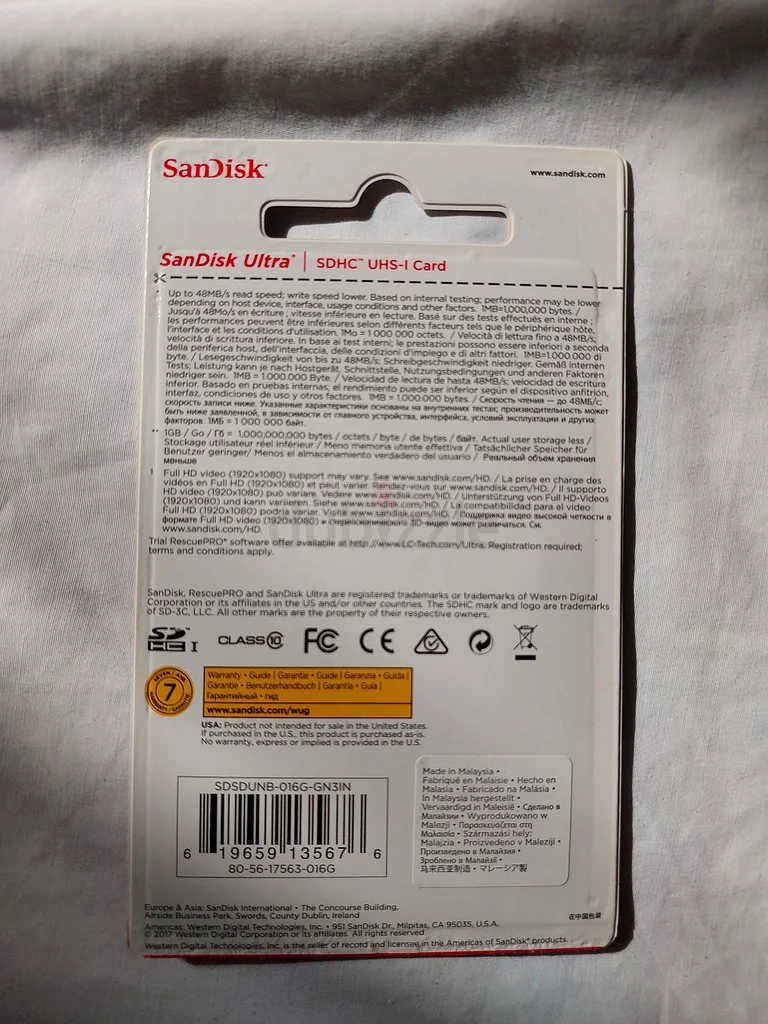 SanDisk®
www.sandisk.com
SanDisk Ultra® | SDHC™ UHS-I Card
* Up to 48MB/s read speed; write speed lower. Based on internal testing; performance may be lower
depending on host device, interface, usage conditions and other factors. 1MB=1,000,000 bytes. /
Jusqu'à 48Mo/s en écriture ; vitesse inférieure en lecture. Basé sur des tests effectués en interne ;
les performances peuvent être inférieures selon différents facteurs tels que le périphérique hôte,
l'interface et les conditions d'utilisation. 1Mo = 1 000 000 octets. / Velocità di lettura fino a 48MB/s;
velocità di scrittura inferiore. In base ai test interni; le prestazioni possono essere inferiori a seconda
della periferica host, dell'interfaccia, delle condizioni d'impiego e di altri fattori. 1MB=1.000.000 di
byte. / Lesegeschwindigkeit von bis zu 48MB/s; Schreibgeschwindigkeit niedriger. Gemäß internen
Tests; Leistung kann je nach Hostgerät, Schnittstelle, Nutzungsbedingungen und anderen Faktoren
niedriger sein. 1MB = 1.000.000 Byte. / Velocidad de lectura de hasta 48MB/s; velocidad de escritura
inferior. Basado en pruebas internas; el rendimiento puede ser inferior según el dispositivo anfitrión,
interfaz, condiciones de uso y otros factores. 1MB = 1.000.000 bytes. / Скорость чтения — до 48МБ/с;
скорость записи ниже. Указанные характеристики основаны на внутренних тестах; производительность может
быть ниже заявленной, в зависимости от главного устройства, интерфейса, условий эксплуатации и других
факторов. 1МБ = 1 000 000 байт.
** 1GB / Go / Гб = 1,000,000,000 bytes / octets / byte / de bytes / байт. Actual user storage less /
Stockage utilisateur réel inférieur / Meno memoria utente effettiva / Tatsächlicher Speicher für
Benutzer geringer/ Menos el almacenamiento verdadero del usuario / Реальный объем хранения
меньше
† Full HD video (1920x1080) support may vary. See www.sandisk.com/HD. / La prise en charge des
vidéos en Full HD (1920x1080) et peut varier. Rendez-vous sur www.sandisk.com/HD. / Il supporto
HD video (1920x1080) può variare. Vedere www.sandisk.com/HD. / Unterstützung von Full HD-Videos
(1920x1080) und kann variieren. Siehe www.sandisk.com/HD. / La compatibilidad para el video
Full HD (1920x1080) podría variar. Visite www.sandisk.com/HD. / Поддержка видео высокой четкости в
формате Full HD video (1920x1080) и стереоскопического 3D-видео может различаться. См.
www.sandisk.com/HD.
Trial RescuePRO® software offer available at http://www.LC-Tech.com/Ultra. Registration required;
terms and conditions apply.
SanDisk, RescuePRO and SanDisk Ultra are registered trademarks or trademarks of Western Digital
Corporation or its affiliates in the US and/or other countries. The SDHC mark and logo are trademarks
of SD-3C, LLC. All other marks are the property of their respective owners.
SD HC I CLASS 10 FC CE
7
Warranty • Guide | Garantie • Guide | Garanzia • Guida |
Garantie • Benutzerhandbuch | Garantía • Guía |
Гарантийный • гид
www.sandisk.com/wug
USA: Product not intended for sale in the United States.
If purchased in the U.S., this product is purchased as-is.
No warranty, express or implied is provided in the U.S.
SDSDUNB-016G-GN3IN
6 19659 13567 6
80-56-17563-016G
Made in Malaysia •
Fabriqué en Malaisie • Hecho en
Malasia • Fabricado na Malásia •
In Malaysia hergestellt •
Vervaardigd in Maleisië • Сделано в
Малайзии • Wyprodukowano w
Malezji • Παρασκευάζεται στη
Μαλαισία • Származási hely:
Malajzia • Proizvedeno v Maleziji •
Произведено в Малайзия •
Зроблено в Малайзії •
马来西亚制造 • マレーシア製
Europe & Asia: SanDisk International • The Concourse Building,
Airside Business Park, Swords, County Dublin, Ireland
在中国包装
Americas: Western Digital Technologies, Inc. • 951 SanDisk Dr., Milpitas, CA 95035, U.S.A.
© 2017 Western Digital Corporation or its affiliates. All rights reserved.
Western Digital Technologies, Inc. is the seller of record and licensee in the Americas of SanDisk® products.